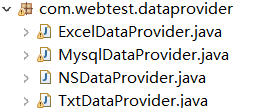 com.webtest.dataprovider
ExcelDataProvider.java
MysqlDataProvider.java
NSDataProvider.java
TxtDataProvider.java